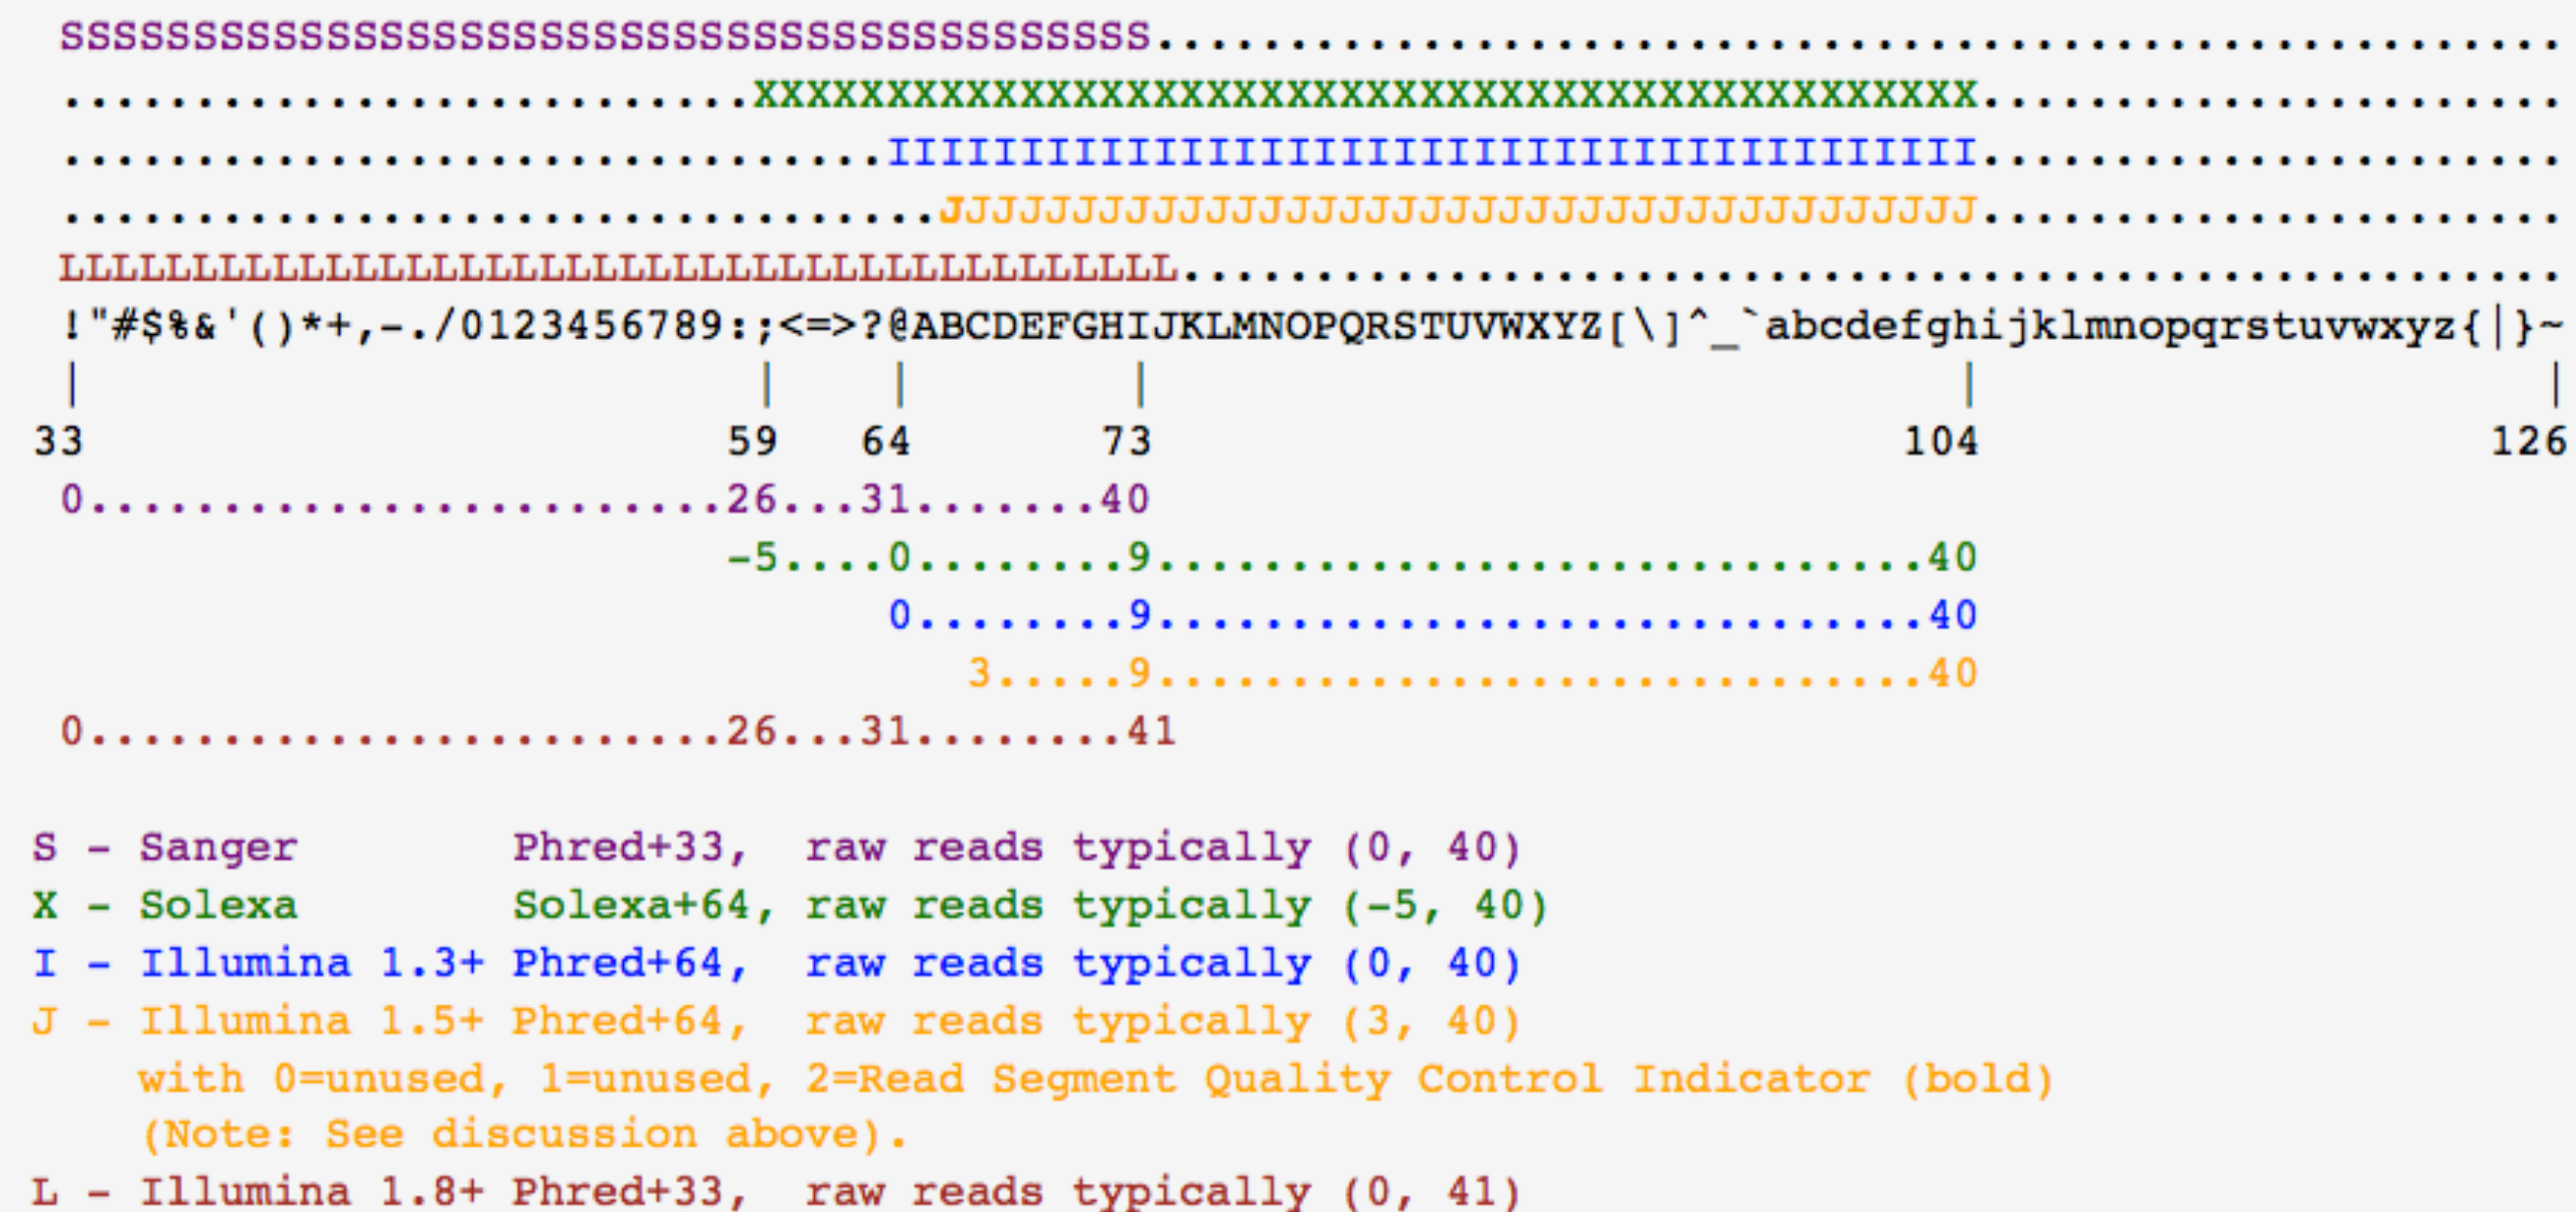 SSSSSSSSSSSSSSSSSSSSSSSSSSSSSSSSSSSSSSSSS.....................................................
..........................XXXXXXXXXXXXXXXXXXXXXXXXXXXXXXXXXXXXXXXXXXXXXX......................
...............................IIIIIIIIIIIIIIIIIIIIIIIIIIIIIIIIIIIIIIIII......................
.................................JJJJJJJJJJJJJJJJJJJJJJJJJJJJJJJJJJJJJJJ......................
LLLLLLLLLLLLLLLLLLLLLLLLLLLLLLLLLLLLLLLLLL....................................................
!"#$%&'()*+,-./0123456789:;<=>?@ABCDEFGHIJKLMNOPQRSTUVWXYZ[\]^_`abcdefghijklmnopqrstuvwxyz{|}~
| | | | | |
33 59 64 73 104 126
0........................26...31.......40
-5....0........9.............................40
0........9.............................40
3.....9.............................40
0........................26...31........41
S - Sanger Phred+33, raw reads typically (0, 40)
X - Solexa Solexa+64, raw reads typically (-5, 40)
I - Illumina 1.3+ Phred+64, raw reads typically (0, 40)
J - Illumina 1.5+ Phred+64, raw reads typically (3, 40)
with 0=unused, 1=unused, 2=Read Segment Quality Control Indicator (bold)
(Note: See discussion above).
L - Illumina 1.8+ Phred+33, raw reads typically (0, 41)